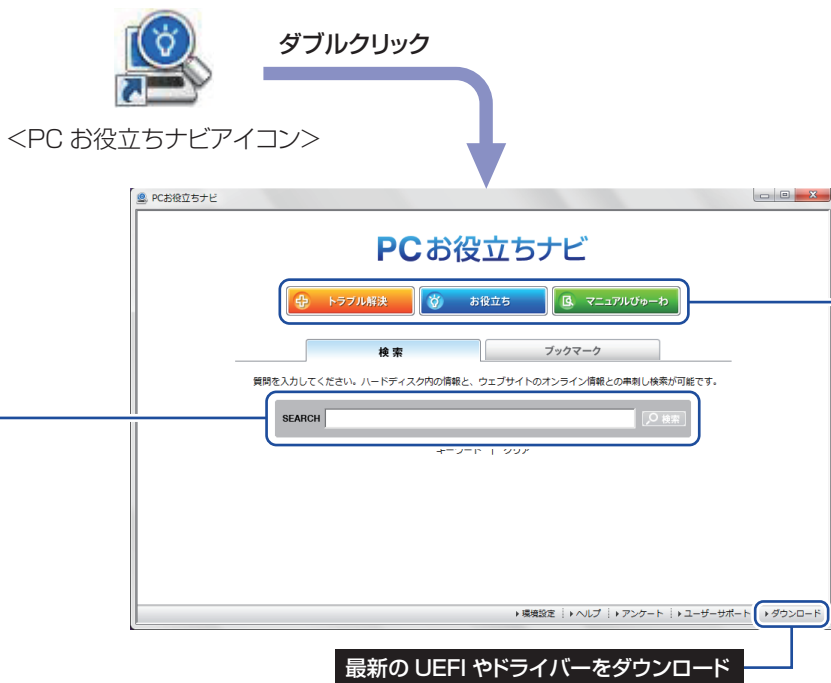 ダブルクリック
<PC お役立ちナビアイコン>
PCお役立ちナビ
PCお役立ちナビ
トラブル解決 お役立ち マニュアルびゅーわ
検索 ブックマーク
質問を入力してください。ハードディスク内の情報と、ウェブサイトのオンライン情報との串刺し検索が可能です。
SEARCH 検索
キーワード | クリア
環境設定 ヘルプ アンケート ユーザーサポート ダウンロード
最新の UEFI やドライバーをダウンロード